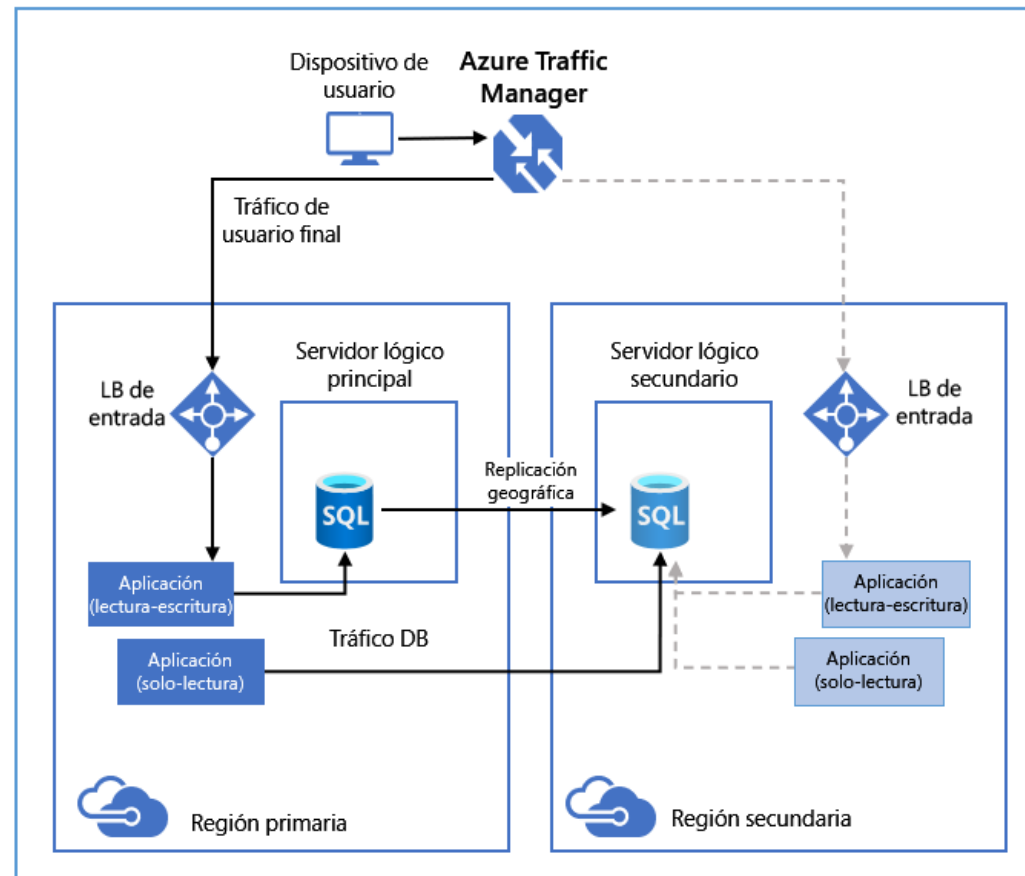 Dispositivo de
usuario
Azure Traffic
Manager
Tráfico de
usuario final
Servidor lógico
principal
LB de
entrada
SQL
Replicación
geográfica
Servidor lógico
secundario
SQL
LB de
entrada
Aplicación
(lectura-escritura)
Aplicación
(solo-lectura)
Tráfico DB
Aplicación
(lectura-escritura)
Aplicación
(solo-lectura)
Región primaria
Región secundaria